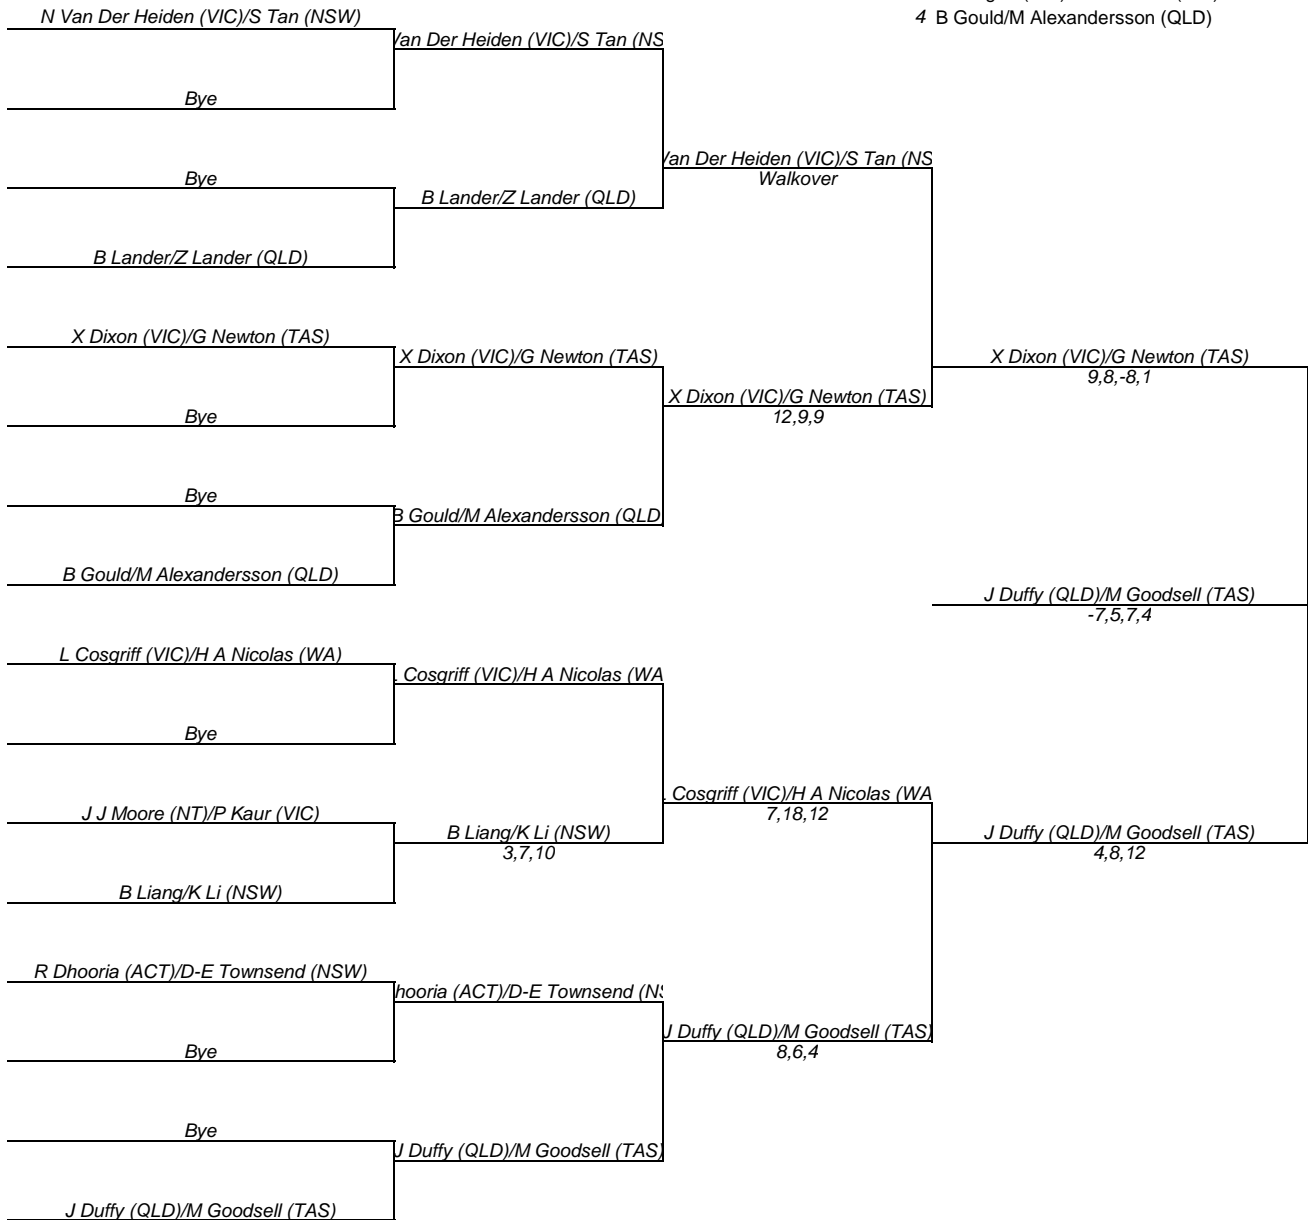 N Van Der Heiden (VIC)/S Tan (NSW)
4 B Gould/M Alexandersson (QLD)
Van Der Heiden (VIC)/S Tan (NS
Bye
Van Der Heiden (VIC)/S Tan (NS
Walkover
Bye
B Lander/Z Lander (QLD)
B Lander/Z Lander (QLD)
X Dixon (VIC)/G Newton (TAS)
X Dixon (VIC)/G Newton (TAS)
X Dixon (VIC)/G Newton (TAS)
9,8,-8,1
X Dixon (VIC)/G Newton (TAS)
12,9,9
Bye
Bye
B Gould/M Alexandersson (QLD
B Gould/M Alexandersson (QLD)
J Duffy (QLD)/M Goodsell (TAS)
-7,5,7,4
L Cosgriff (VIC)/H A Nicolas (WA)
L Cosgriff (VIC)/H A Nicolas (WA
Bye
L Cosgriff (VIC)/H A Nicolas (WA
7,18,12
J J Moore (NT)/P Kaur (VIC)
B Liang/K Li (NSW)
3,7,10
J Duffy (QLD)/M Goodsell (TAS)
4,8,12
B Liang/K Li (NSW)
R Dhooria (ACT)/D-E Townsend (NSW)
hooria (ACT)/D-E Townsend (NS
J Duffy (QLD)/M Goodsell (TAS)
8,6,4
Bye
Bye
J Duffy (QLD)/M Goodsell (TAS)
J Duffy (QLD)/M Goodsell (TAS)